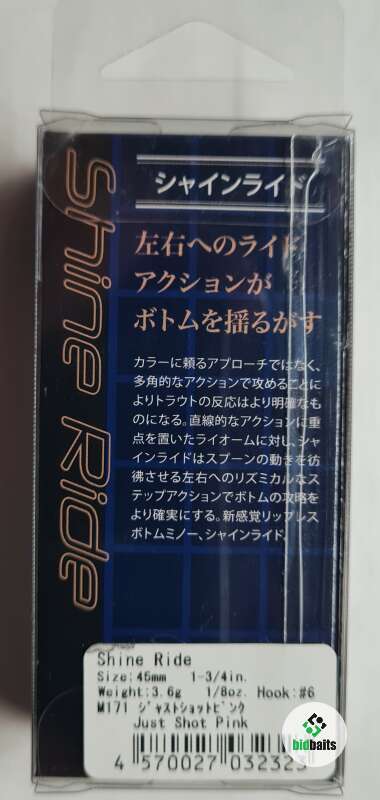 Shine Ride
シャインライド
左右へのライド
アクションが
ボトムを揺るがす
カラーに頼るアプローチではなく、
多角的なアクションで攻めることに
よりトラウトの反応はより明確なも
のになる。直線的なアクションに重
点を置いたライオームに対し、シャ
インライドはスプーンの動きを彷
彿させる左右へのリズミカルなス
テップアクションでボトムの攻略を
より確実にする。新感覚リップレス
ボトムミノー、シャインライド。
Shine Ride
Size:45mm 1-3/4in.
Weight:3.6g 1/8oz. Hook:#6
M171 ジャストショットピンク
Just Shot Pink
4 570027 032323
bidbaits